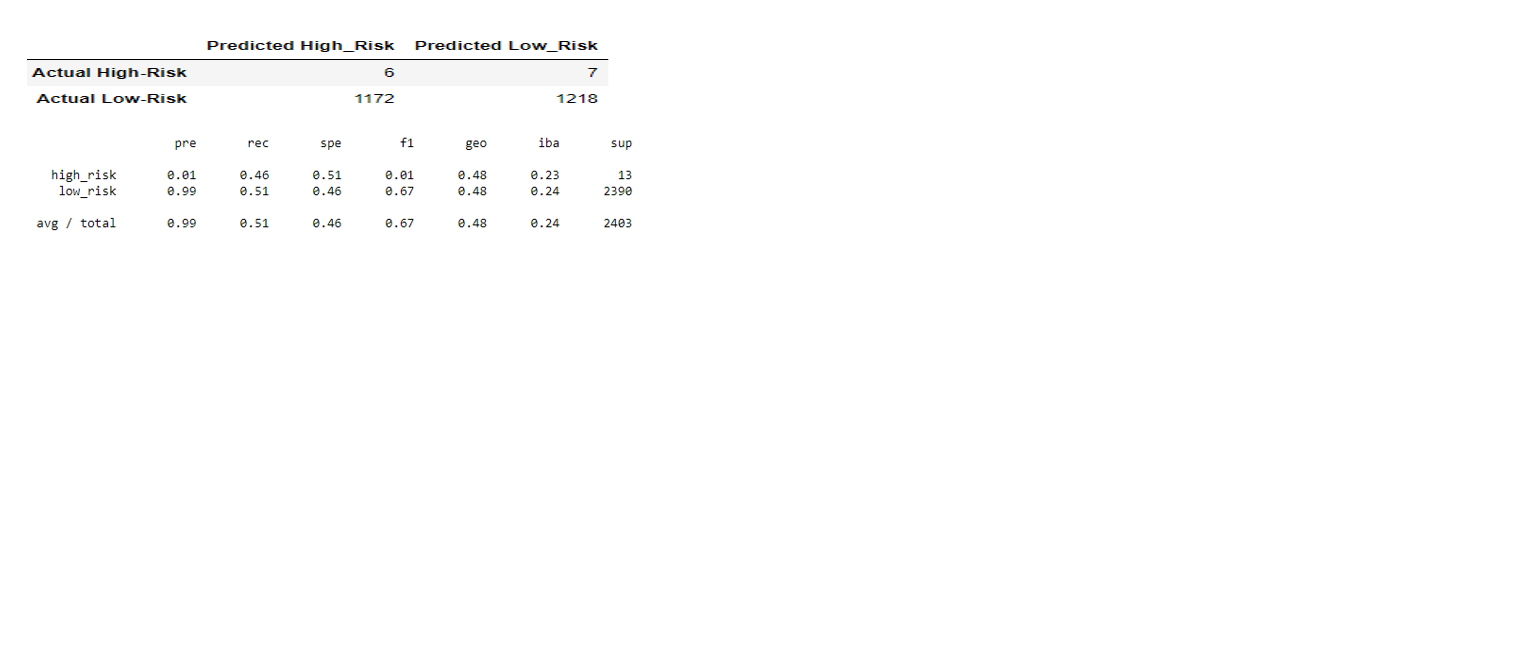 Predicted High_Risk Predicted Low_Risk
Actual High-Risk 6 7
Actual Low-Risk 1172 1218
pre rec spe f1 geo iba sup
high_risk 0.01 0.46 0.51 0.01 0.48 0.23 13
low_risk 0.99 0.51 0.46 0.67 0.48 0.24 2390
avg / total 0.99 0.51 0.46 0.67 0.48 0.24 2403